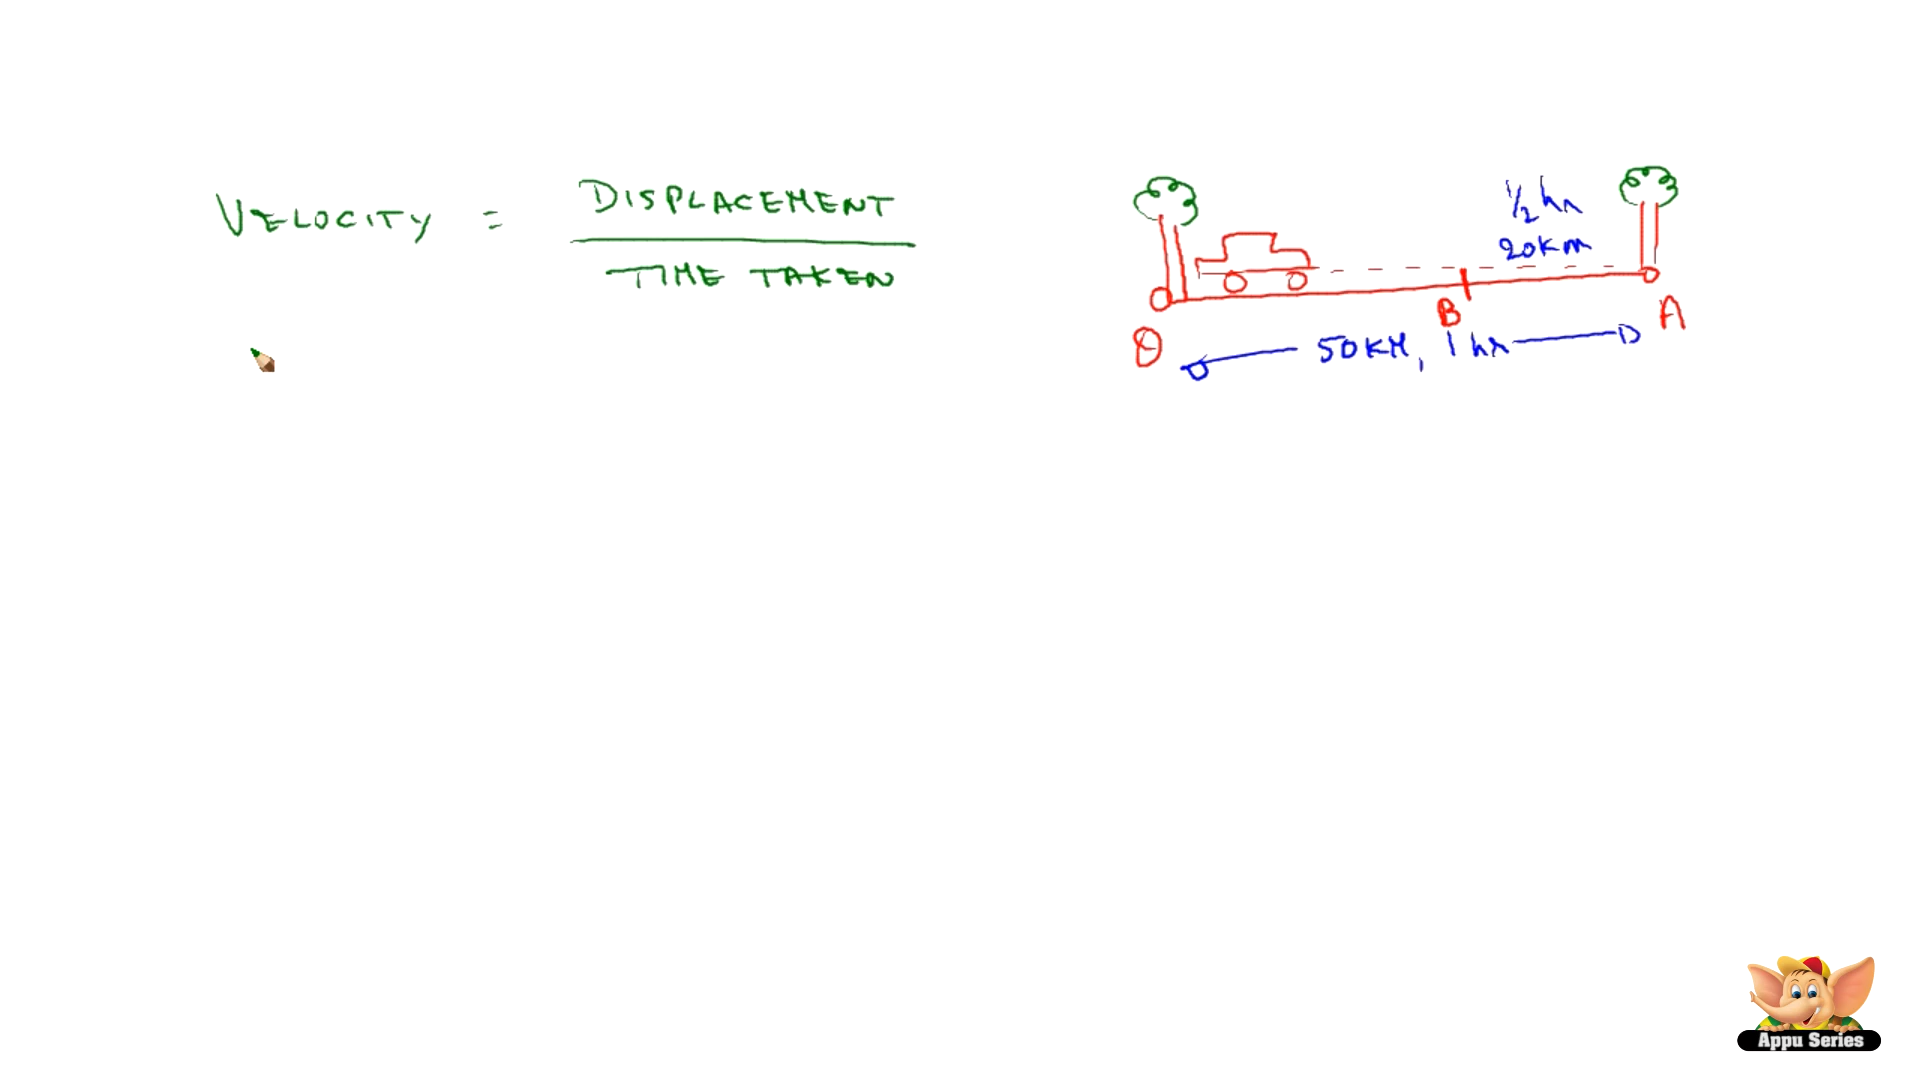 VELOCITY = DISPLACEMENT
TIME TAKEN
1/2 hr
20km
O
B
A
50KM, 1 hr
Appu Series